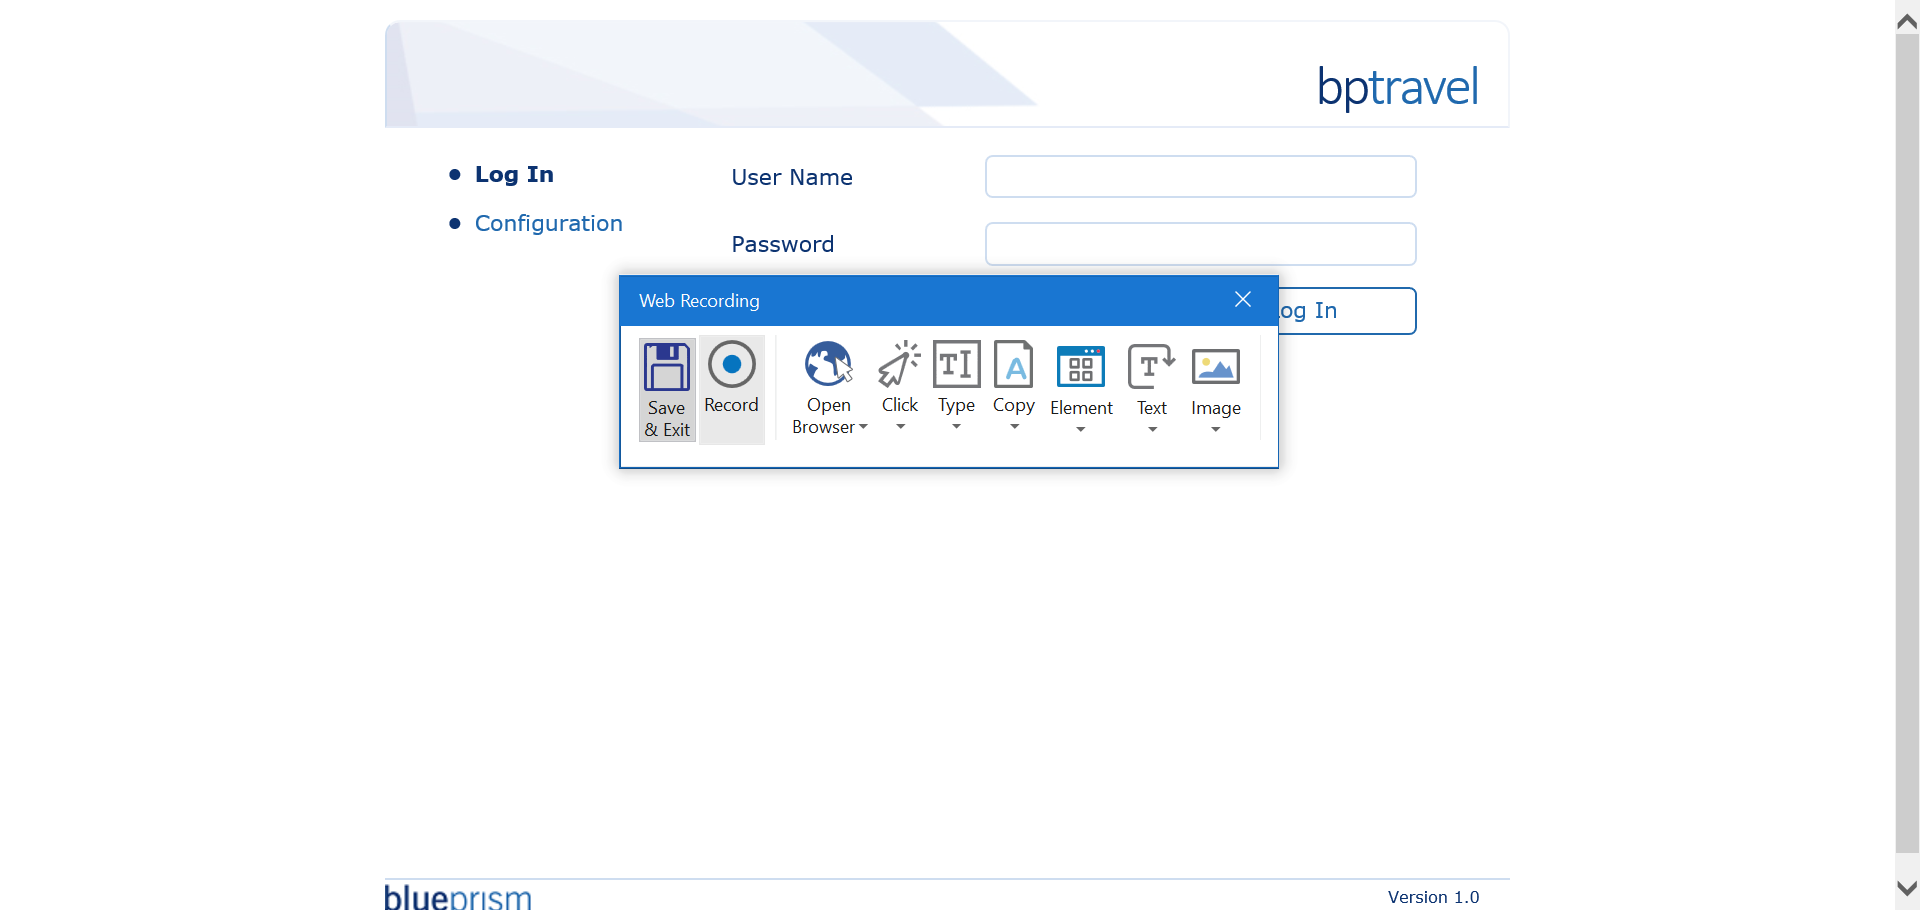 bptravel
Log In
Configuration
User Name
Password
Log In
Web Recording
Save & Exit
Record
Open Browser
Click
Type
Copy
Element
Text
Image
blueprism
Version 1.0